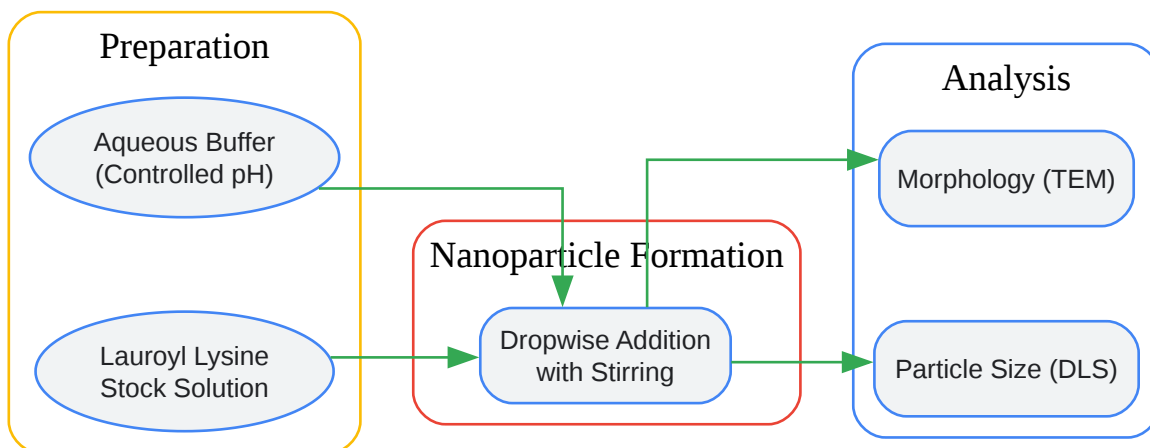 Preparation
Aqueous Buffer
(Controlled pH)
Lauroyl Lysine
Stock Solution
Nanoparticle Formation
Dropwise Addition
with Stirring
Analysis
Morphology (TEM)
Particle Size (DLS)